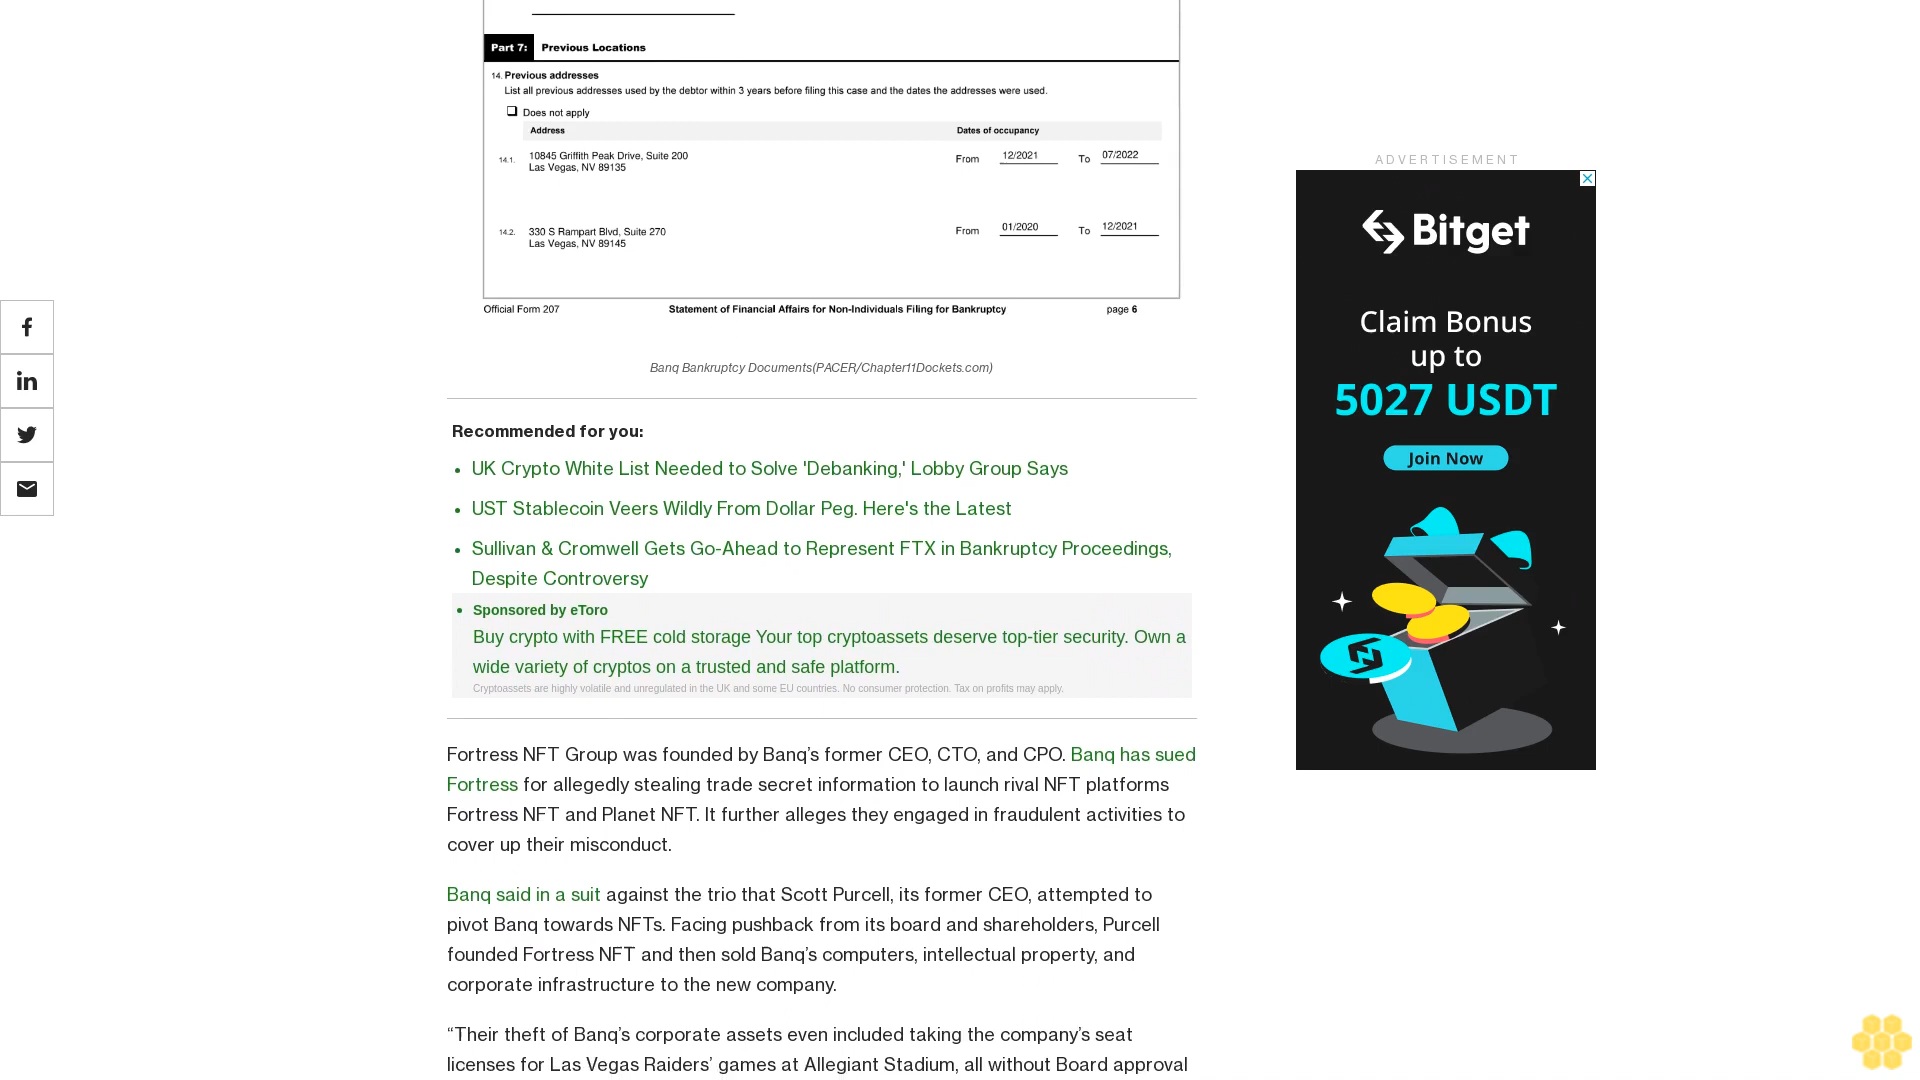 Part 7: Previous Locations
14. Previous addresses
List all previous addresses used by the debtor within 3 years before filing this case and the dates the addresses were used.
Does not apply
Address Dates of occupancy
14.1. 10845 Griffith Peak Drive, Suite 200 From 12/2021 To 07/2022
Las Vegas, NV 89135
14.2. 330 S Rampart Blvd, Suite 270 From 01/2020 To 12/2021
Las Vegas, NV 89145
Official Form 207 Statement of Financial Affairs for Non-Individuals Filing for Bankruptcy page 6
Banq Bankruptcy Documents(PACER/Chapter11Dockets.com)
Recommended for you:
• UK Crypto White List Needed to Solve 'Debanking,' Lobby Group Says
• UST Stablecoin Veers Wildly From Dollar Peg. Here's the Latest
• Sullivan & Cromwell Gets Go-Ahead to Represent FTX in Bankruptcy Proceedings,
Despite Controversy
• Sponsored by eToro
Buy crypto with FREE cold storage Your top cryptoassets deserve top-tier security. Own a
wide variety of cryptos on a trusted and safe platform.
Cryptoassets are highly volatile and unregulated in the UK and some EU countries. No consumer protection. Tax on profits may apply.
Fortress NFT Group was founded by Banq’s former CEO, CTO, and CPO. Banq has sued
Fortress for allegedly stealing trade secret information to launch rival NFT platforms
Fortress NFT and Planet NFT. It further alleges they engaged in fraudulent activities to
cover up their misconduct.
Banq said in a suit against the trio that Scott Purcell, its former CEO, attempted to
pivot Banq towards NFTs. Facing pushback from its board and shareholders, Purcell
founded Fortress NFT and then sold Banq’s computers, intellectual property, and
corporate infrastructure to the new company.
“Their theft of Banq’s corporate assets even included taking the company’s seat
licenses for Las Vegas Raiders’ games at Allegiant Stadium, all without Board approval
ADVERTISEMENT
Bitget
Claim Bonus
up to
5027 USDT
Join Now